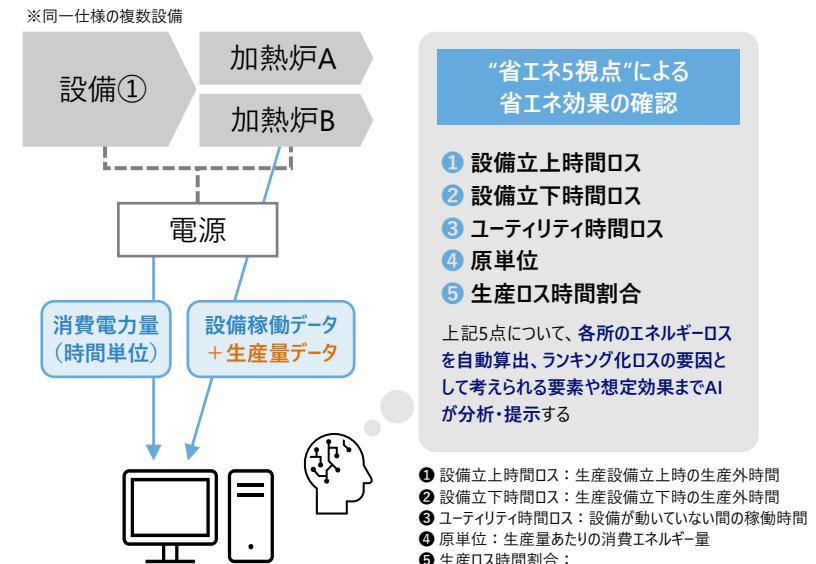 ※同一仕様の複数設備
設備①
加熱炉A
加熱炉B
電源
消費電力量
(時間単位)
設備稼働データ
+生産量データ
“省エネ5視点”による
省エネ効果の確認
❶ 設備立上時間ロス
❷ 設備立下時間ロス
❸ ユーティリティ時間ロス
❹ 原単位
❺ 生産ロス時間割合
上記5点について、各所のエネルギーロス
を自動算出、ランキング化ロスの要因と
して考えられる要素や想定効果までAI
が分析・提示する
❶ 設備立上時間ロス：生産設備立上時の生産外時間
❷ 設備立下時間ロス：生産設備立下時の生産外時間
❸ ユーティリティ時間ロス：設備が動いていない間の稼働時間
❹ 原単位：生産量あたりの消費エネルギー量
❺ 生産ロス時間割合：